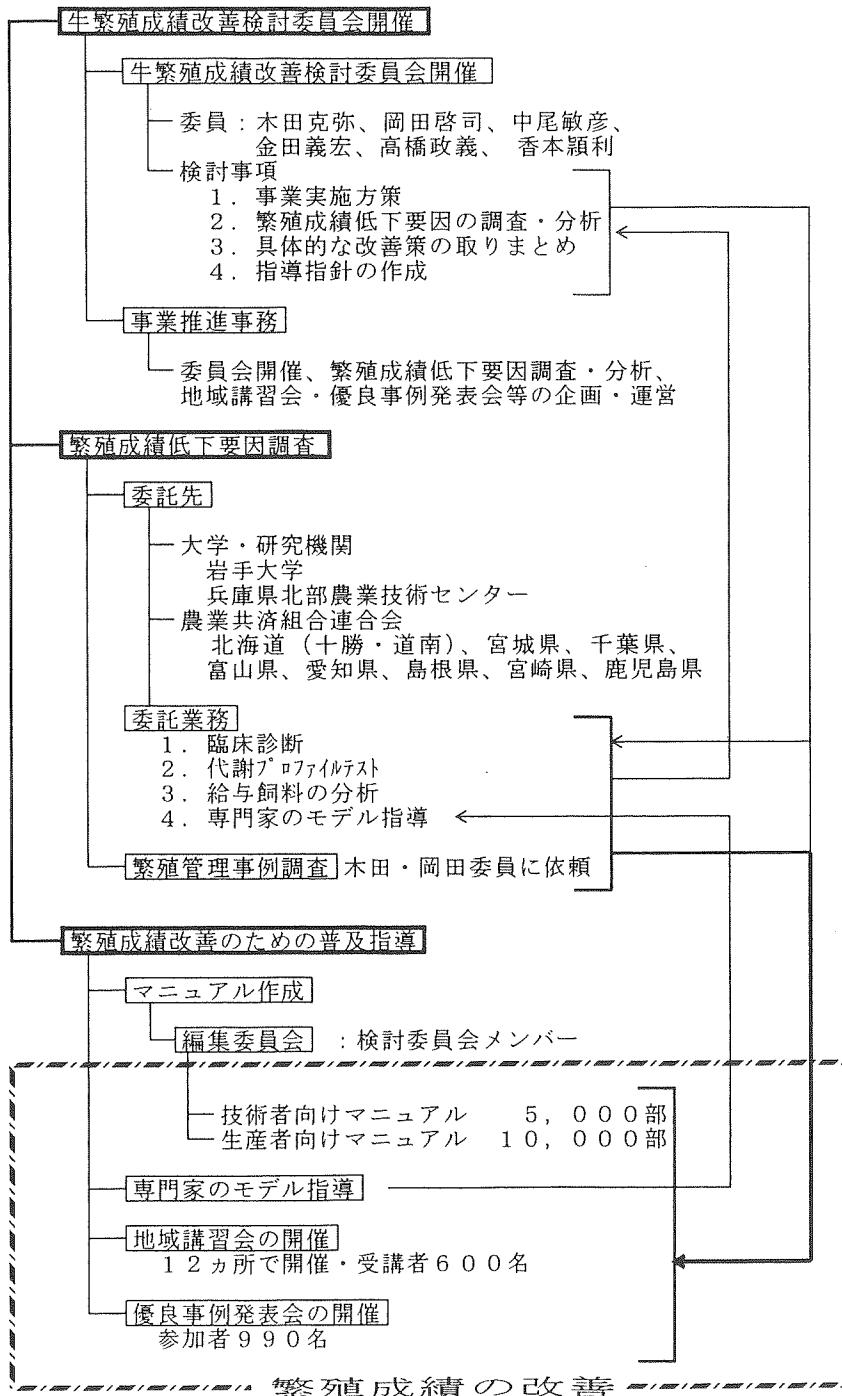 牛繁殖成績改善検討委員会開催
牛繁殖成績改善検討委員会開催
委員：木田克弥、岡田啓司、中尾敏彦、
金田義宏、高橋政義、 香本頴利
検討事項
１．事業実施方策
２．繁殖成績低下要因の調査・分析
３．具体的な改善策の取りまとめ
４．指導指針の作成
事業推進事務
委員会開催、繁殖成績低下要因調査・分析、
地域講習会・優良事例発表会等の企画・運営
繁殖成績低下要因調査
委託先
大学・研究機関
岩手大学
兵庫県北部農業技術センター
農業共済組合連合会
北海道（十勝・道南）、宮城県、千葉県、
富山県、愛知県、島根県、宮崎県、鹿児島県
委託業務
１．臨床診断
２．代謝ﾌﾟﾛﾌｧｲﾙﾃｽﾄ
３．給与飼料の分析
４．専門家のモデル指導
繁殖管理事例調査 木田・岡田委員に依頼
繁殖成績改善のための普及指導
マニュアル作成
編集委員会 ：検討委員会メンバー
技術者向けマニュアル ５，０００部
生産者向けマニュアル １０，０００部
専門家のモデル指導
地域講習会の開催
１２ヵ所で開催・受講者６００名
優良事例発表会の開催
参加者９９０名
繁殖成績の改善